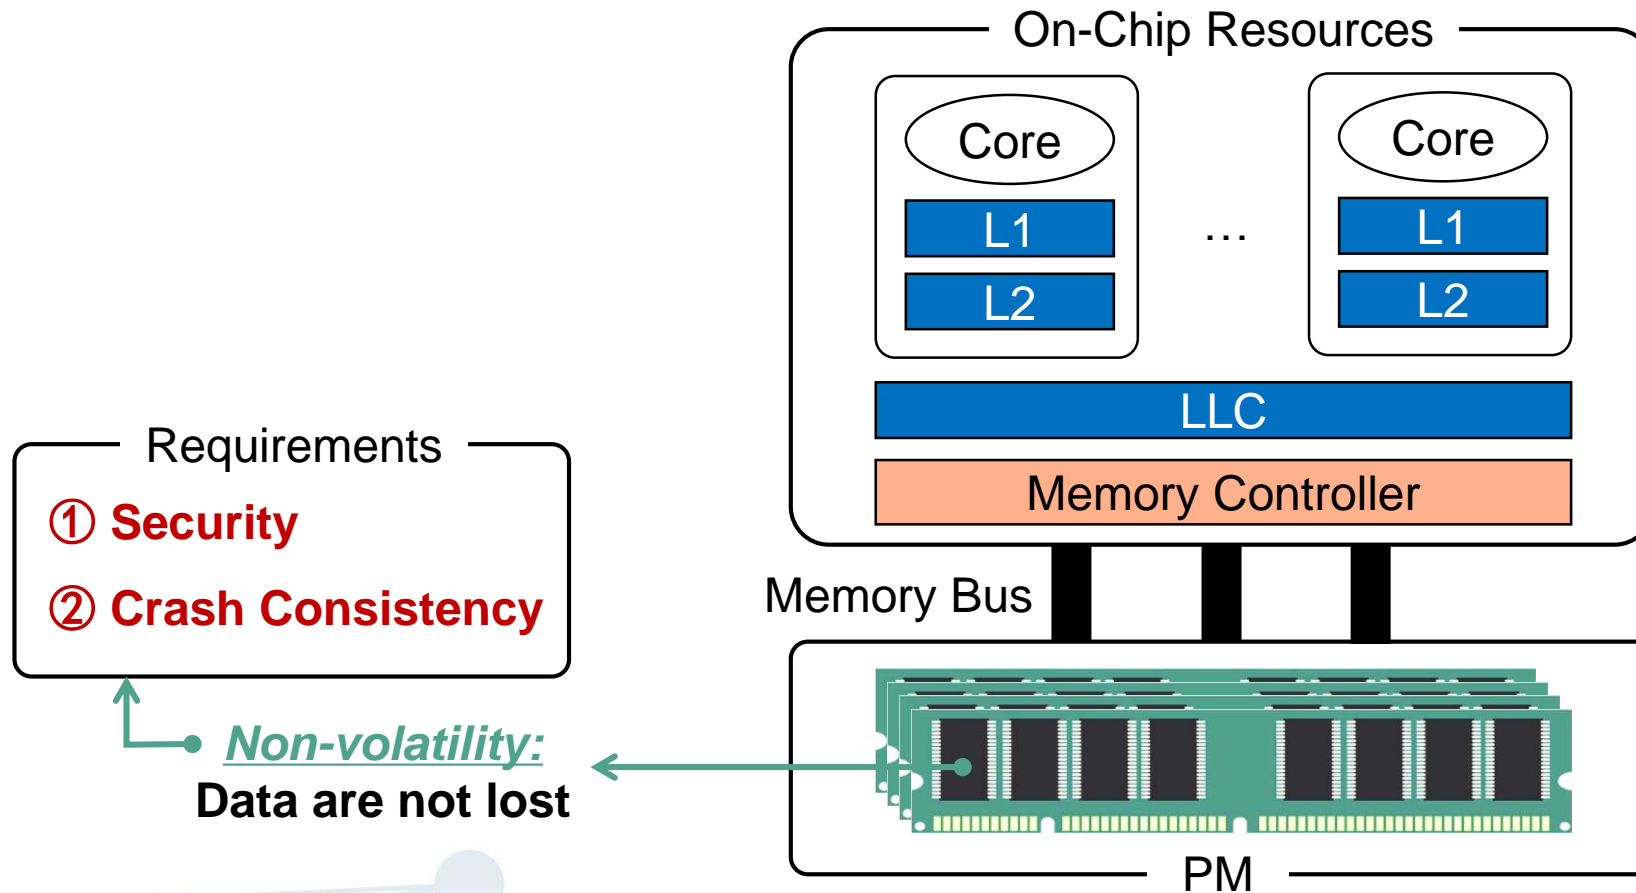 On-Chip Resources
Core
Core
L1
…
L1
L2
L2
LLC
Memory Controller
Requirements
① Security
② Crash Consistency
Memory Bus
Non-volatility:
Data are not lost
PM